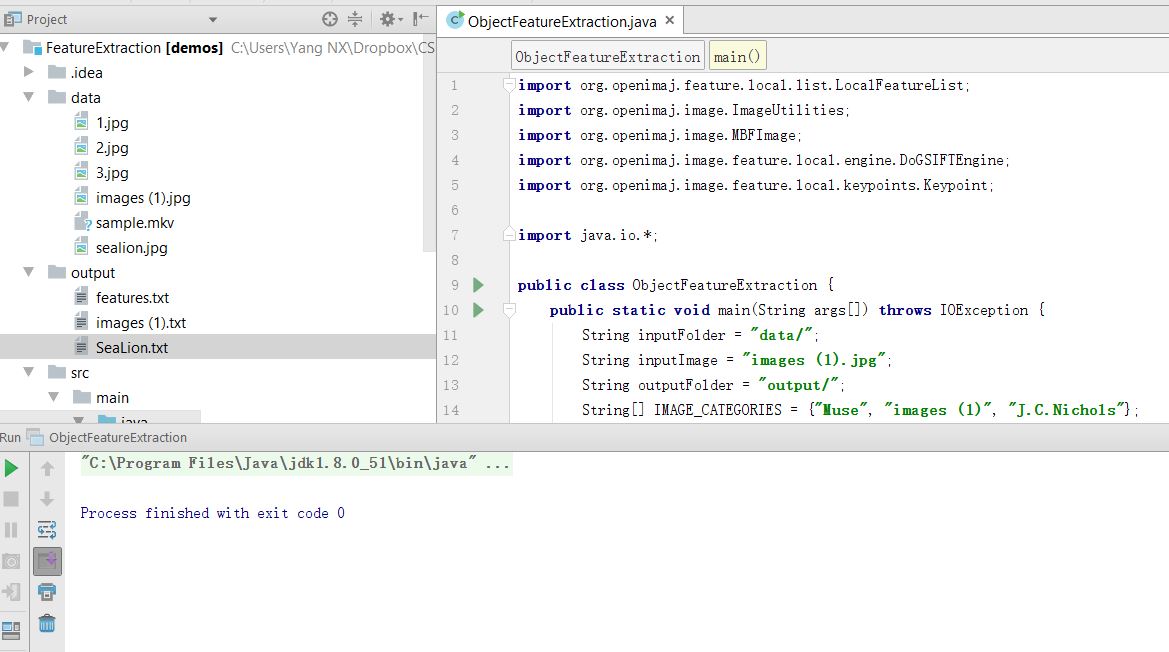 Project
FeatureExtraction [demos] C:\Users\Yang NX\Dropbox\CS
.idea
data
1.jpg
2.jpg
3.jpg
images (1).jpg
sample.mkv
sealion.jpg
output
features.txt
images (1).txt
SeaLion.txt
src
main
java
ObjectFeatureExtraction.java
ObjectFeatureExtraction main()
1 import org.openimaj.feature.local.list.LocalFeatureList;
2 import org.openimaj.image.ImageUtilities;
3 import org.openimaj.image.MBFImage;
4 import org.openimaj.image.feature.local.engine.DoGSIFTEngine;
5 import org.openimaj.image.feature.local.keypoints.Keypoint;
6
7 import java.io.*;
8
9 public class ObjectFeatureExtraction {
10 public static void main(String args[]) throws IOException {
11 String inputFolder = "data/";
12 String inputImage = "images (1).jpg";
13 String outputFolder = "output/";
14 String[] IMAGE_CATEGORIES = {"Muse", "images (1)", "J.C.Nichols"};
Run ObjectFeatureExtraction
"C:\Program Files\Java\jdk1.8.0_51\bin\java" ...
Process finished with exit code 0